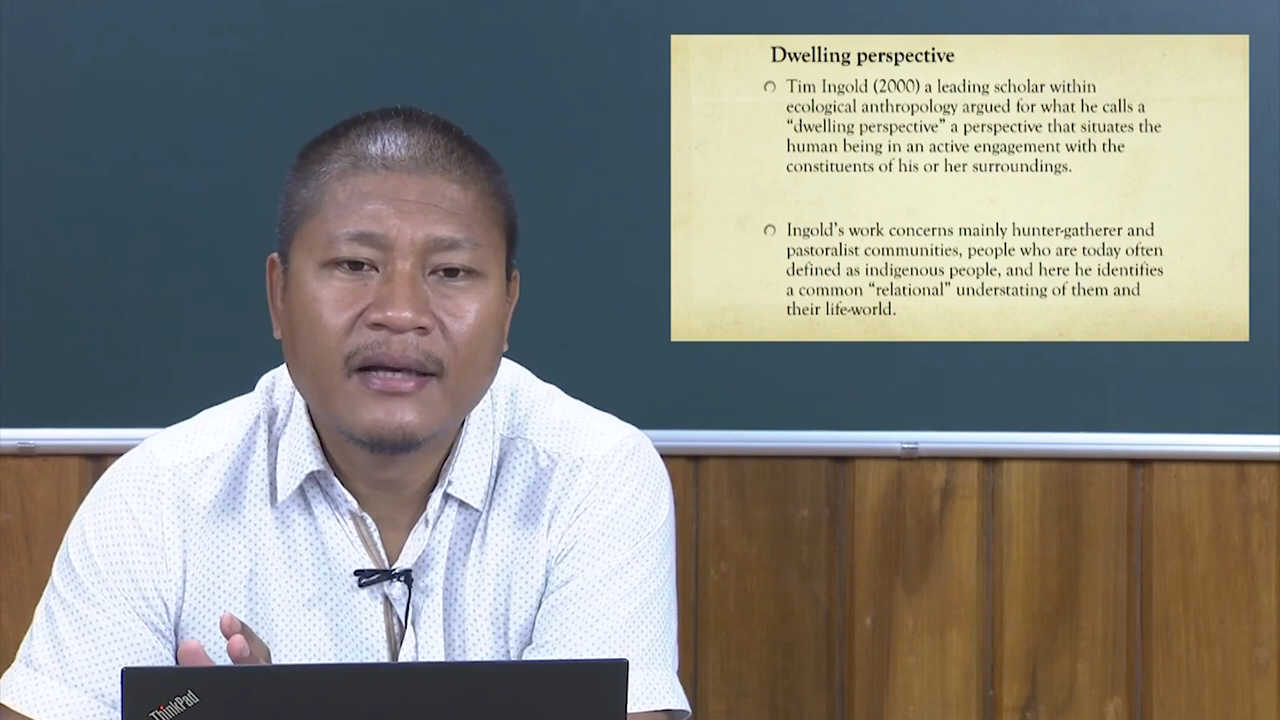 Dwelling perspective
Tim Ingold (2000) a leading scholar within
ecological anthropology argued for what he calls a
“dwelling perspective” a perspective that situates the
human being in an active engagement with the
constituents of his or her surroundings.
Ingold’s work concerns mainly hunter-gatherer and
pastoralist communities, people who are today often
defined as indigenous people, and here he identifies
a common “relational” understating of them and
their life-world.
ThinkPad